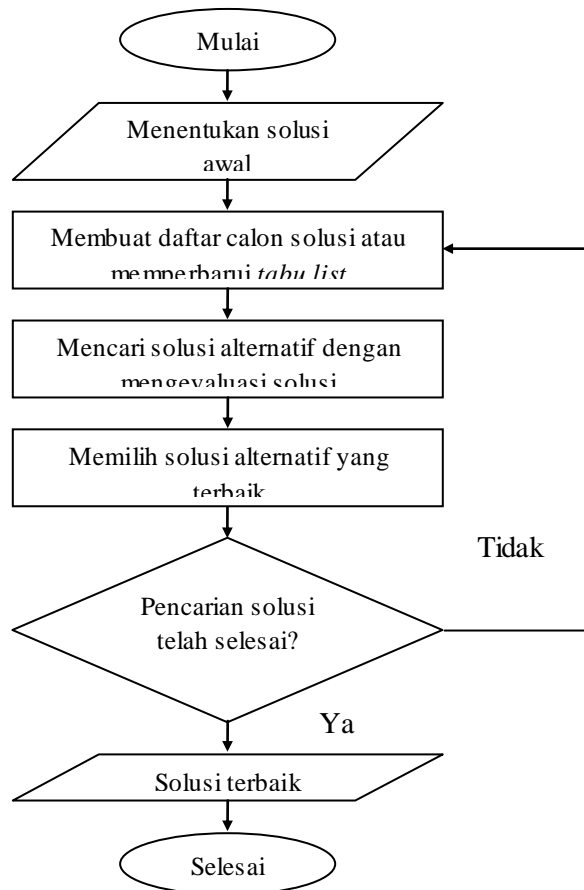 Mulai
Menentukan solusi
awal
Membuat daftar calon solusi atau
memperbarui tabu list
Mencari solusi alternatif dengan
mengevaluasi solusi
Memilih solusi alternatif yang
terbaik
Tidak
Pencarian solusi
telah selesai?
Ya
Solusi terbaik
Selesai